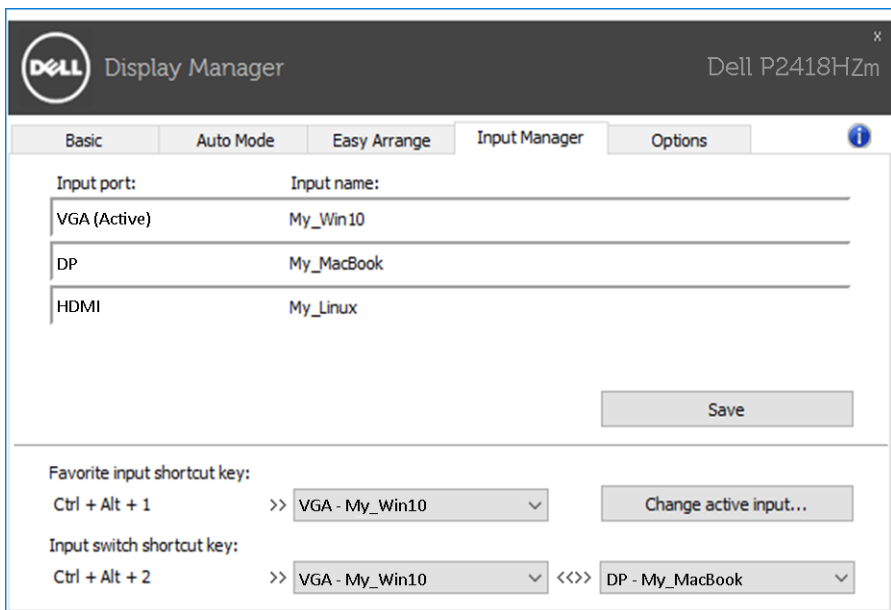 x
DELL Display Manager Dell P2418HZm
Basic Auto Mode Easy Arrange Input Manager Options i
Input port: Input name:
VGA (Active) My_Win10
DP My_MacBook
HDMI My_Linux
Save
Favorite input shortcut key:
Ctrl + Alt + 1 >> VGA - My_Win10 Change active input...
Input switch shortcut key:
Ctrl + Alt + 2 >> VGA - My_Win10 <<>> DP - My_MacBook